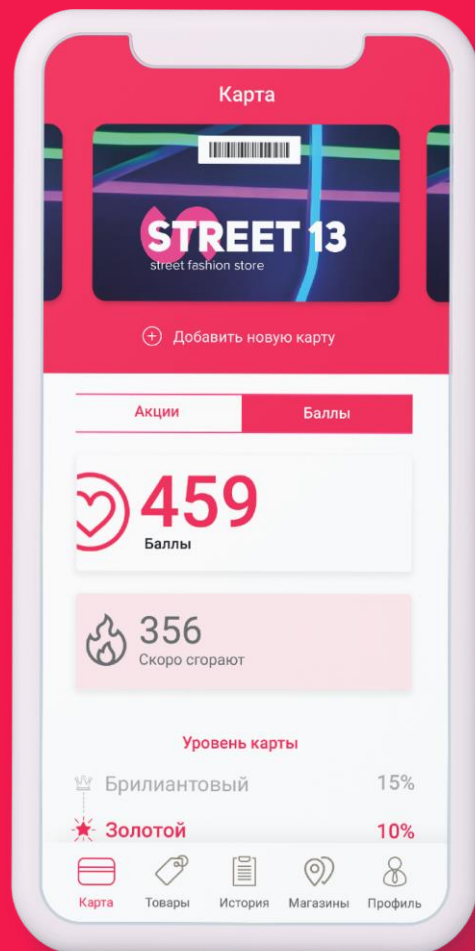 Карта
STREET 13
street fashion store
Добавить новую карту
Акции
Баллы
459
Баллы
356
Скоро сгорают
Уровень карты
Брилиантовый 15%
Золотой 10%
Карта Товары История Магазины Профиль